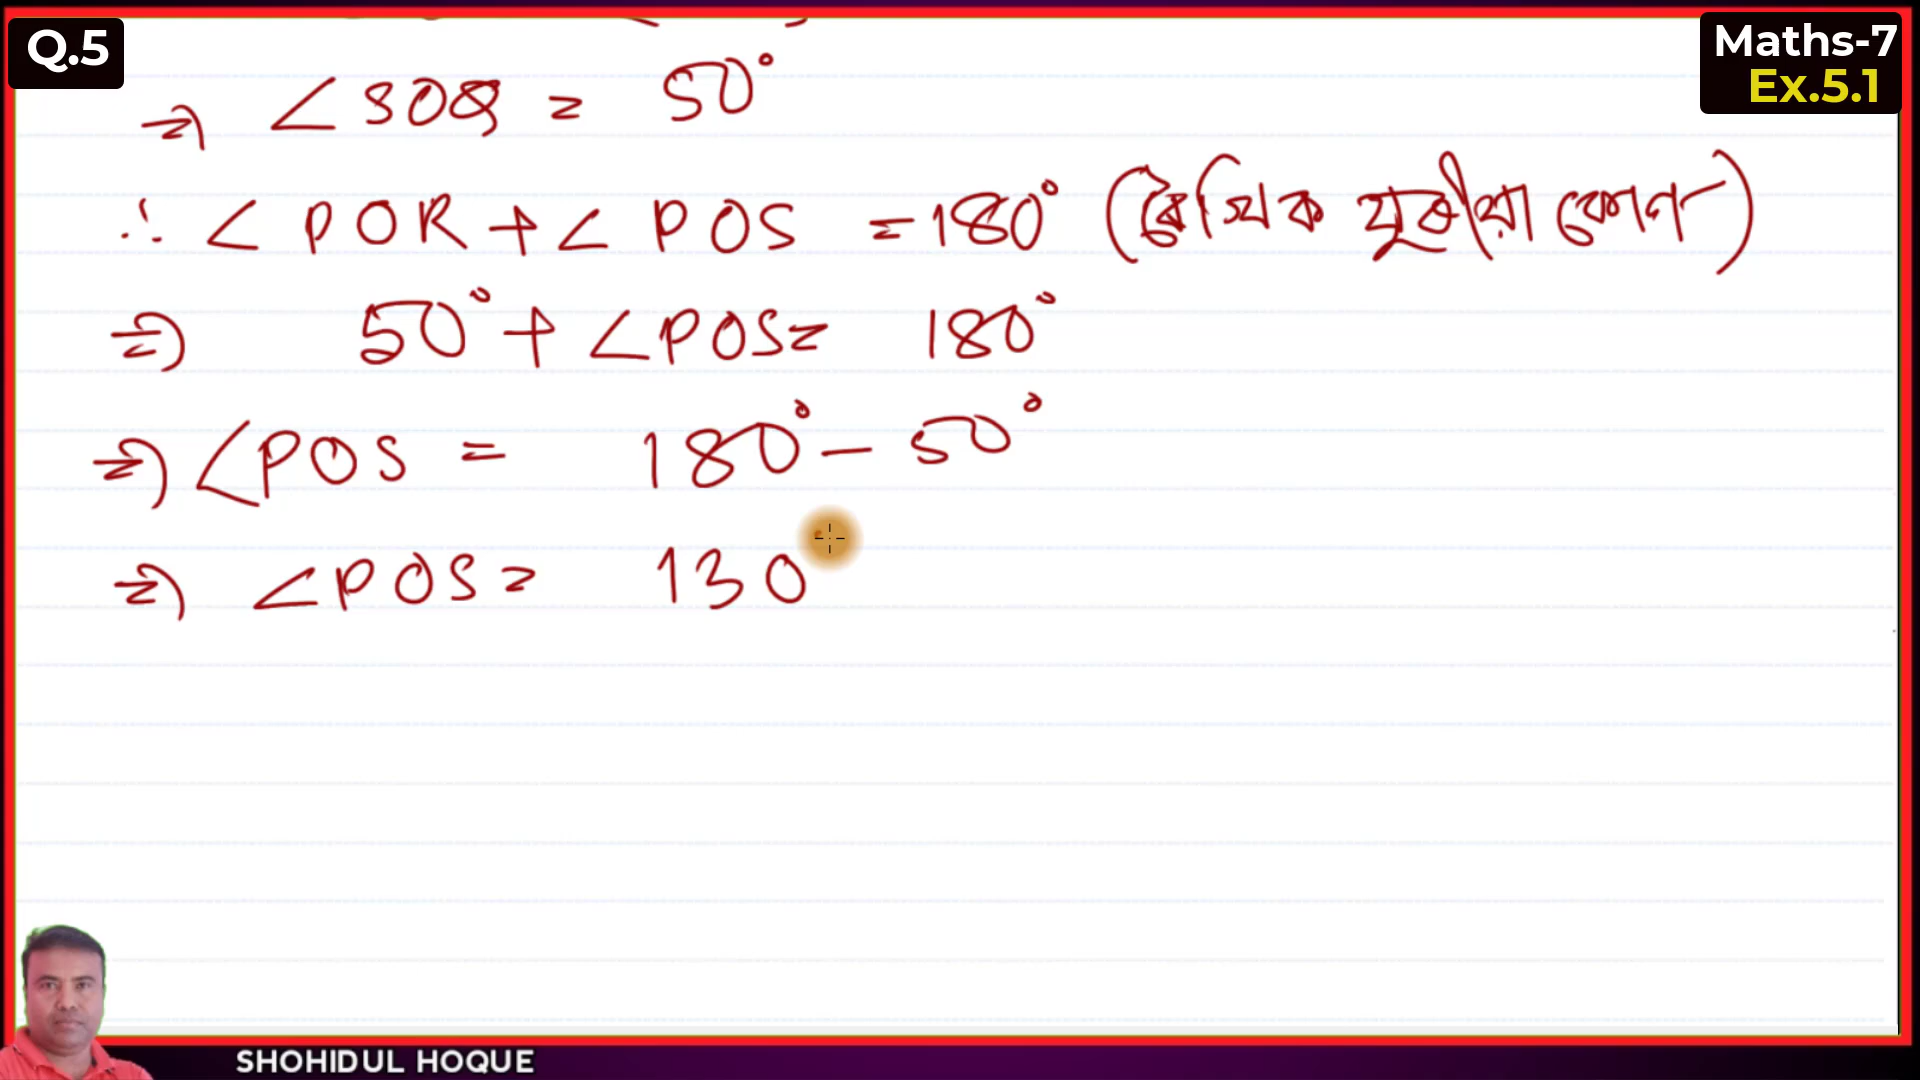 Q.5
Maths-7
Ex.5.1
⇒ ∠SOQ = 50°
∴ ∠POR + ∠POS = 180° (ৰৈখিক যুৰীয়া কোণ)
⇒ 50° + ∠POS = 180°
⇒ ∠POS = 180° - 50°
⇒ ∠POS = 130
SHOHIDUL HOQUE